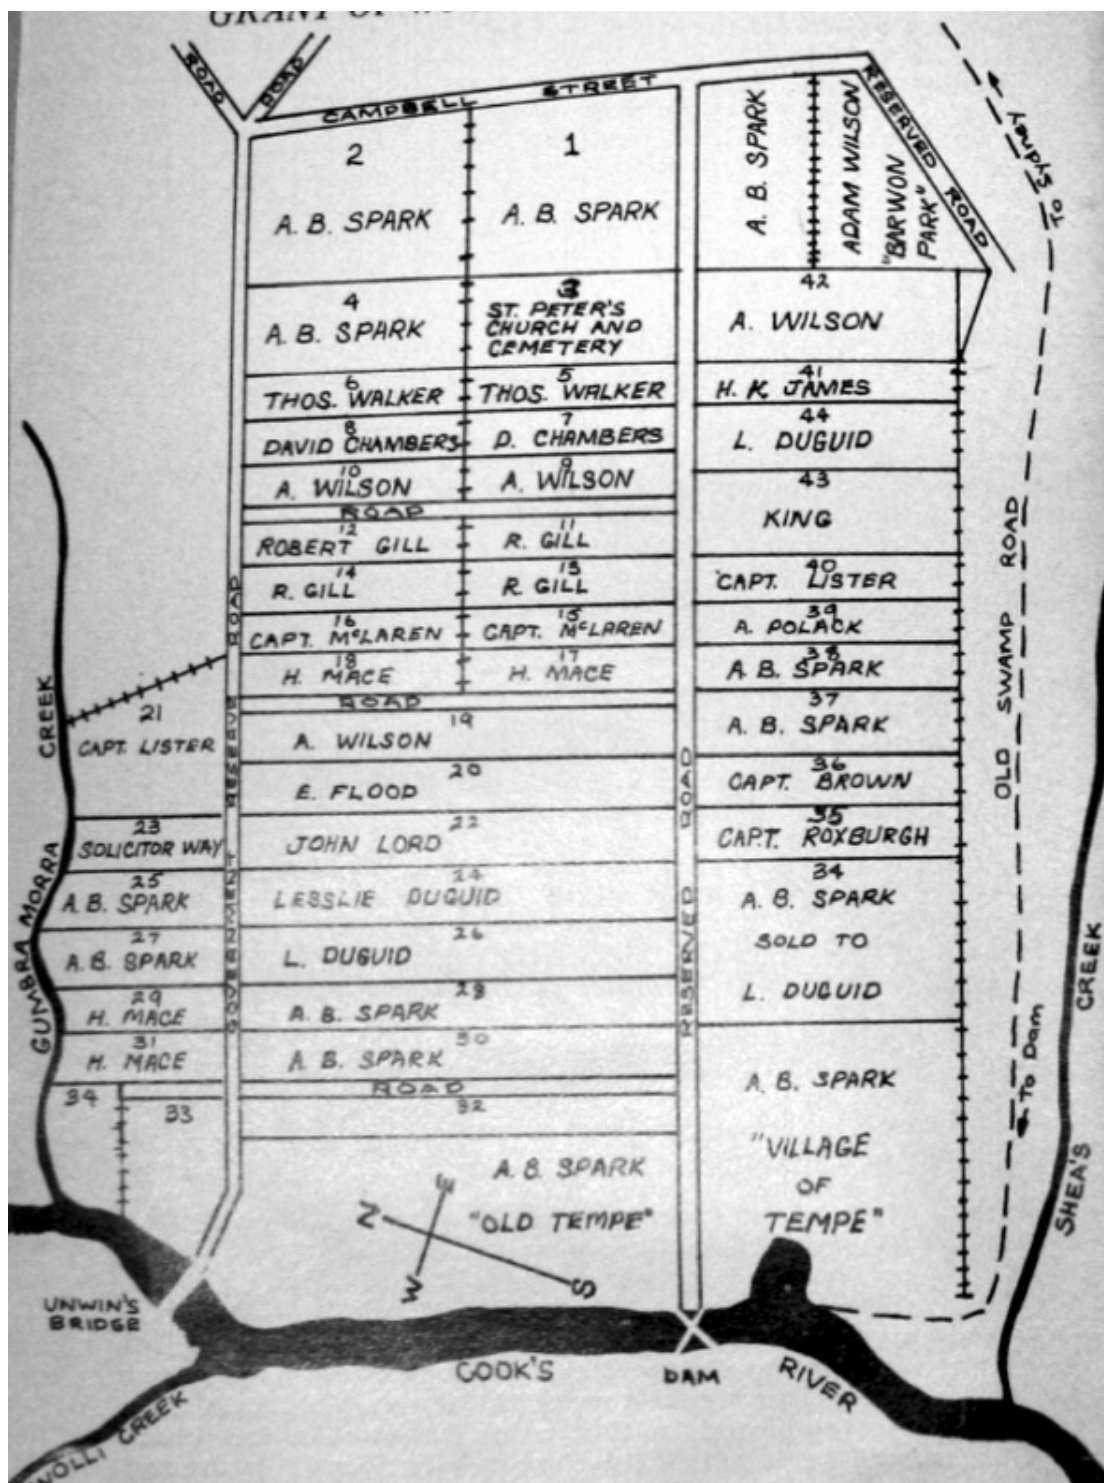 GRANT OF
ROAD
ROAD
CAMPBELL STREET
RESERVED ROAD
To Sydney
2
A. B. SPARK
1
A. B. SPARK
A. B. SPARK
ADAM WILSON
"BARWON
PARK"
4
A. B. SPARK
3
ST. PETER'S
CHURCH AND
CEMETERY
42
A. WILSON
6
THOS. WALKER
5
THOS. WALKER
41
H. K. JAMES
8
DAVID CHAMBERS
7
D. CHAMBERS
44
L. DUGUID
10
A. WILSON
9
A. WILSON
43
KING
ROAD
12
ROBERT GILL
11
R. GILL
14
R. GILL
13
R. GILL
40
CAPT. LISTER
16
CAPT. McLAREN
15
CAPT. McLAREN
39
A. POLACK
18
H. MACE
17
H. MACE
38
A. B. SPARK
ROAD
37
A. B. SPARK
21
CAPT. LISTER
19
A. WILSON
20
E. FLOOD
36
CAPT. BROWN
23
SOLICITOR WAY
22
JOHN LORD
35
CAPT. ROXBURGH
25
A. B. SPARK
24
LESSLIE DUGUID
34
A. B. SPARK
SOLD TO
L. DUGUID
27
A. B. SPARK
26
L. DUGUID
29
H. MACE
28
A. B. SPARK
31
H. MACE
30
A. B. SPARK
ROAD
34
33
32
A. B. SPARK
"OLD TEMPE"
A. B. SPARK
"VILLAGE
OF
TEMPE"
GUMBRA MORRA CREEK
GOVERNMENT RESERVE ROAD
RESERVED ROAD
OLD SWAMP ROAD
To Dam
SHEA'S CREEK
N
E
W
S
UNWIN'S
BRIDGE
COOK'S RIVER
DAM
WOLLI CREEK